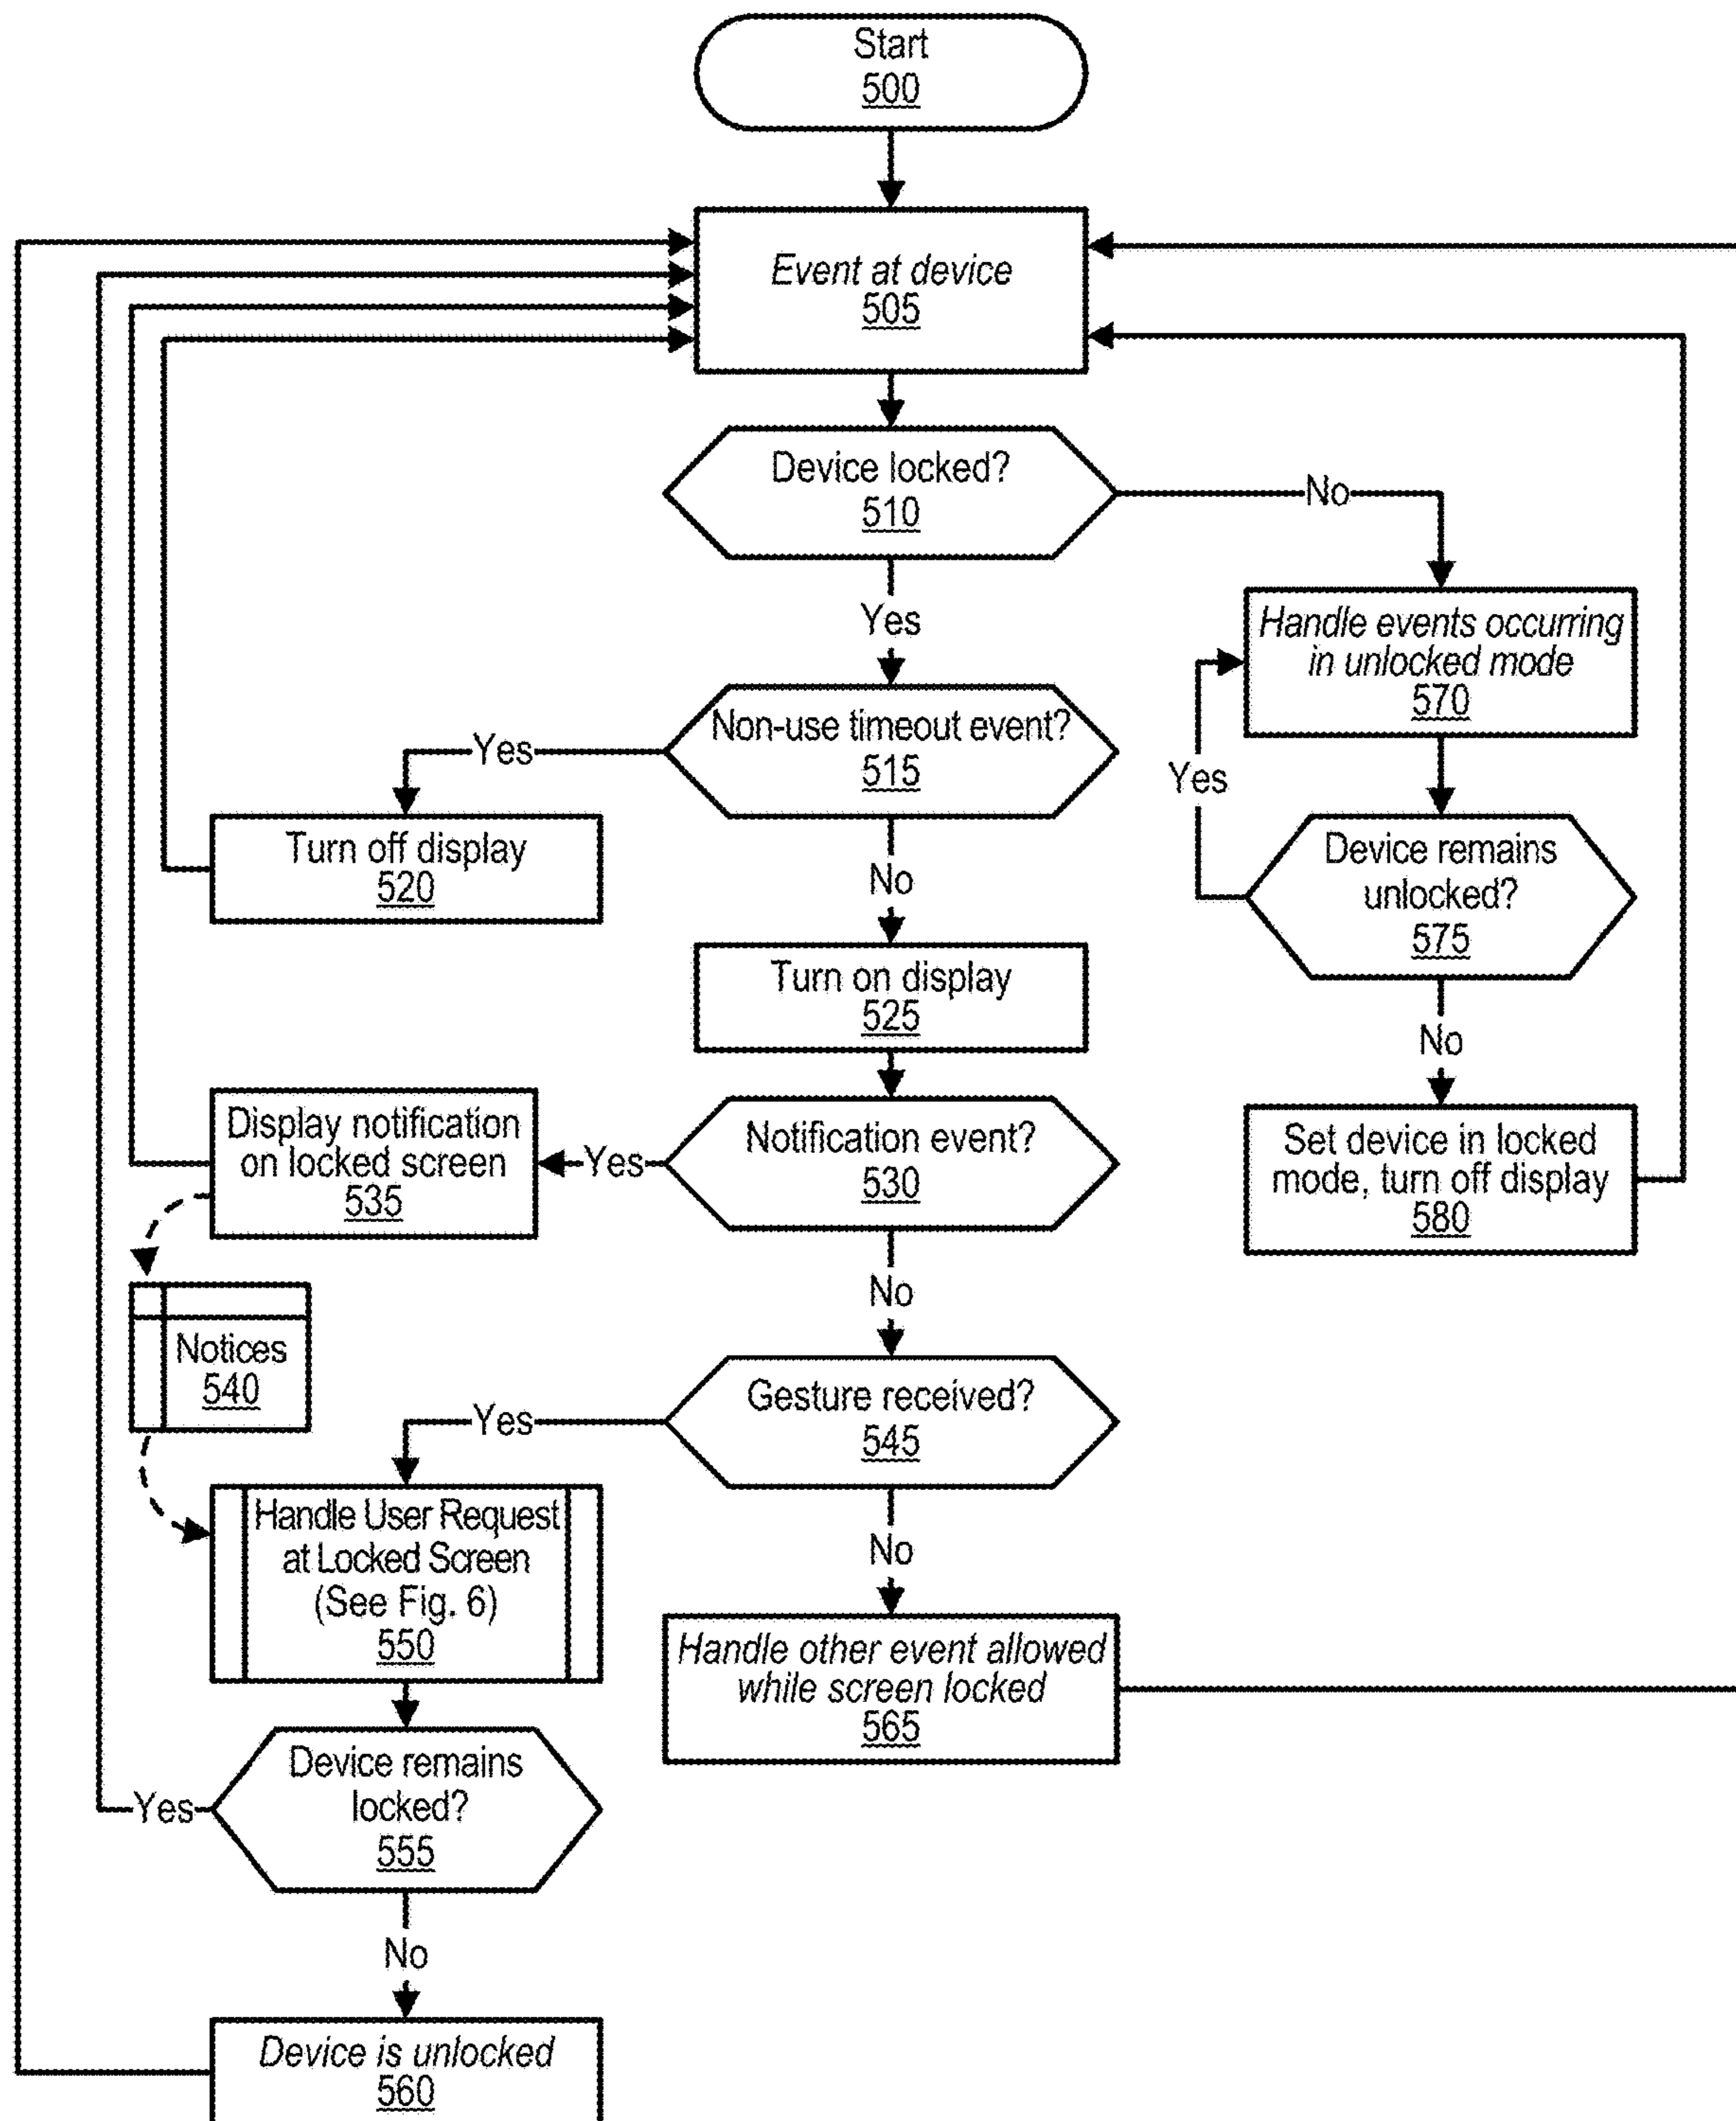 Start
500
Event at device
505
Device locked?
510
No
Yes
Handle events occurring
in unlocked mode
570
Non-use timeout event?
515
Yes
Yes
Turn off display
520
No
Device remains
unlocked?
575
Turn on display
525
No
Display notification
on locked screen
535
Yes
Notification event?
530
Set device in locked
mode, turn off display
580
No
Notices
540
Yes
Gesture received?
545
Handle User Request
at Locked Screen
(See Fig. 6)
550
No
Handle other event allowed
while screen locked
565
Device remains
locked?
555
Yes
No
Device is unlocked
560